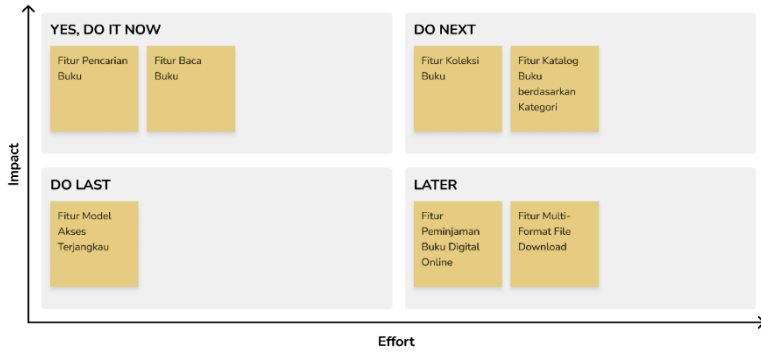 YES, DO IT NOW
Fitur Pencarian
Buku
Fitur Baca
Buku
DO NEXT
Fitur Koleksi
Buku
Fitur Katalog
Buku
berdasarkan
Kategori
Impact
DO LAST
Fitur Model
Akses
Terjangkau
LATER
Fitur
Peminjaman
Buku Digital
Online
Fitur Multi-
Format File
Download
Effort